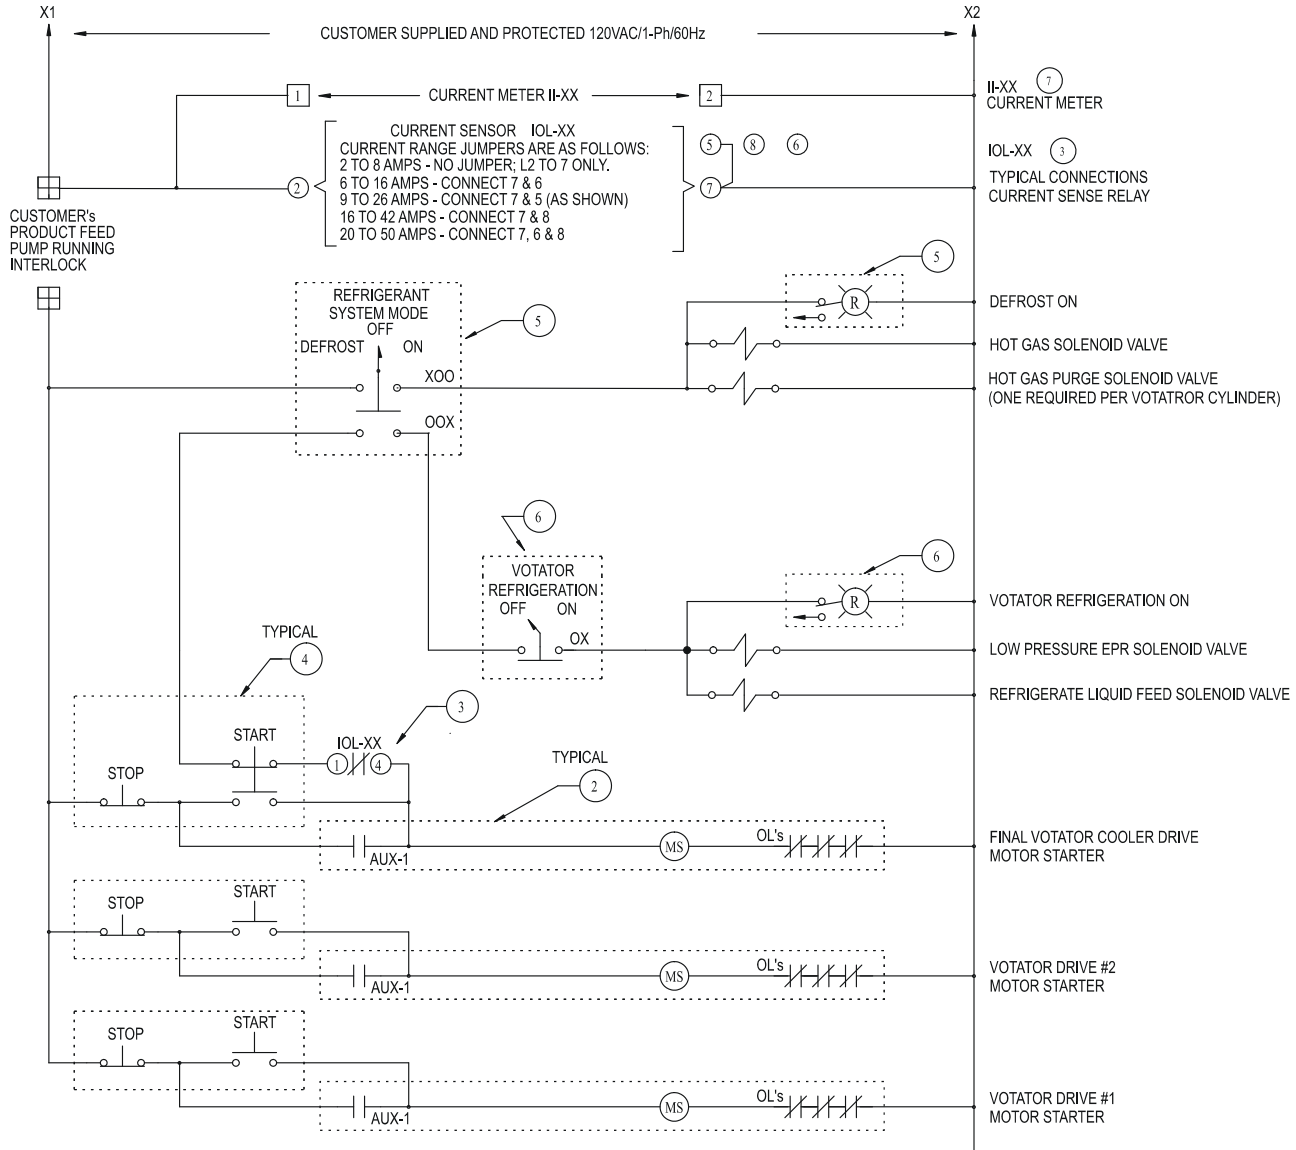 X1
X2
CUSTOMER SUPPLIED AND PROTECTED 120VAC/1-Ph/60Hz
1
CURRENT METER II-XX
2
II-XX 7
CURRENT METER
CURRENT SENSOR IOL-XX
CURRENT RANGE JUMPERS ARE AS FOLLOWS:
2 TO 8 AMPS - NO JUMPER; L2 TO 7 ONLY.
6 TO 16 AMPS - CONNECT 7 & 6
9 TO 26 AMPS - CONNECT 7 & 5 (AS SHOWN)
16 TO 42 AMPS - CONNECT 7 & 8
20 TO 50 AMPS - CONNECT 7, 6 & 8
2
5 8 6
7
IOL-XX 3
TYPICAL CONNECTIONS
CURRENT SENSE RELAY
CUSTOMER's
PRODUCT FEED
PUMP RUNNING
INTERLOCK
REFRIGERANT
SYSTEM MODE
OFF
DEFROST ON
XOO
OOX
5
5
R
DEFROST ON
HOT GAS SOLENOID VALVE
HOT GAS PURGE SOLENOID VALVE
(ONE REQUIRED PER VOTATROR CYLINDER)
6
VOTATOR
REFRIGERATION
OFF ON
OX
6
R
VOTATOR REFRIGERATION ON
LOW PRESSURE EPR SOLENOID VALVE
REFRIGERATE LIQUID FEED SOLENOID VALVE
TYPICAL
4
START
STOP
IOL-XX
1 4
3
TYPICAL
2
AUX-1
MS
OL's
FINAL VOTATOR COOLER DRIVE
MOTOR STARTER
STOP
START
AUX-1
MS
OL's
VOTATOR DRIVE #2
MOTOR STARTER
STOP
START
AUX-1
MS
OL's
VOTATOR DRIVE #1
MOTOR STARTER